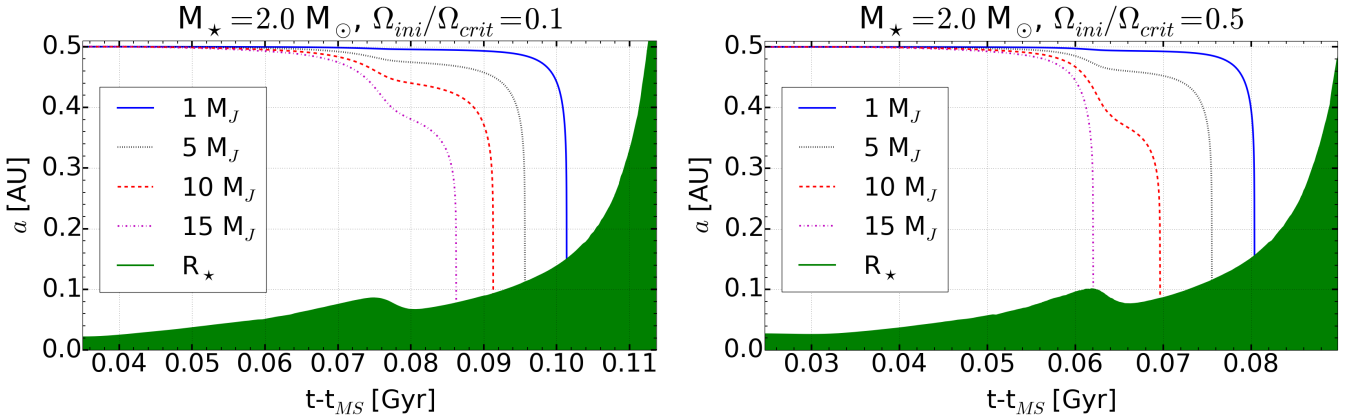 M⋆=2.0 M⊙, Ωini/Ωcrit=0.1
0.5
0.4
0.3
0.2
0.1
0.0
a [AU]
1 MJ
5 MJ
10 MJ
15 MJ
R⋆
0.04 0.05 0.06 0.07 0.08 0.09 0.10 0.11
t-tMS [Gyr]
M⋆=2.0 M⊙, Ωini/Ωcrit=0.5
0.5
0.4
0.3
0.2
0.1
0.0
a [AU]
1 MJ
5 MJ
10 MJ
15 MJ
R⋆
0.03 0.04 0.05 0.06 0.07 0.08
t-tMS [Gyr]